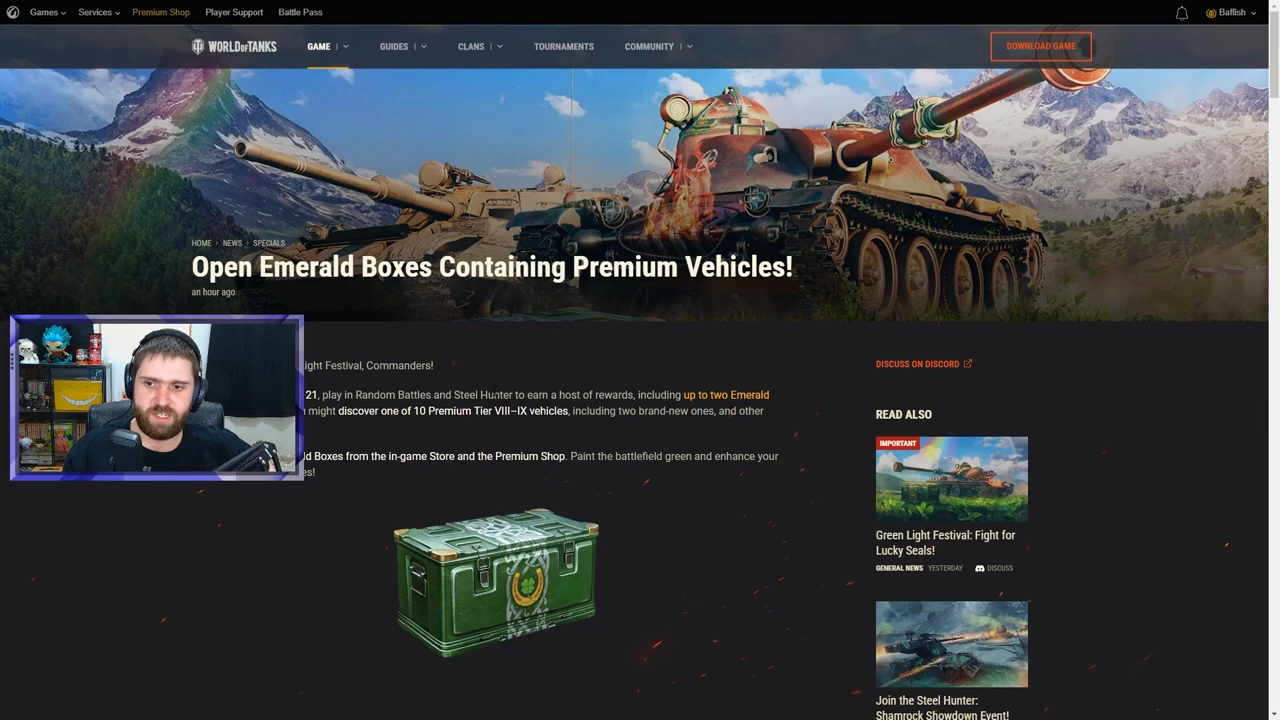 Games Services Premium Shop Player Support Battle Pass Baflish
WORLD OF TANKS GAME GUIDES CLANS TOURNAMENTS COMMUNITY DOWNLOAD GAME
HOME › NEWS › SPECIALS
Open Emerald Boxes Containing Premium Vehicles!
an hour ago
ight Festival, Commanders!
DISCUSS ON DISCORD
21, play in Random Battles and Steel Hunter to earn a host of rewards, including up to two Emerald
might discover one of 10 Premium Tier VIII–IX vehicles, including two brand-new ones, and other
READ ALSO
IMPORTANT
ld Boxes from the in-game Store and the Premium Shop. Paint the battlefield green and enhance your
es!
Green Light Festival: Fight for
Lucky Seals!
GENERAL NEWS YESTERDAY DISCUSS
Join the Steel Hunter:
Shamrock Showdown Event!